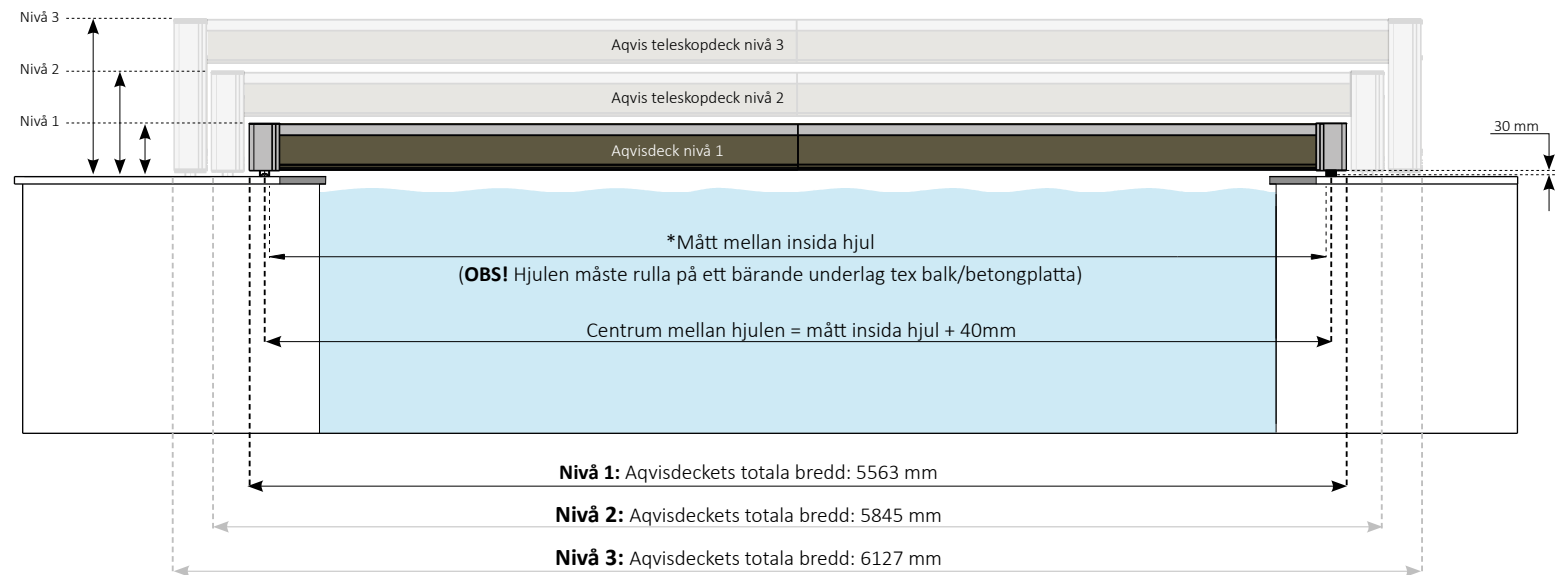 Nivå 3
Aqvis teleskopdeck nivå 3
Nivå 2
Aqvis teleskopdeck nivå 2
Nivå 1
30 mm
Aqvisdeck nivå 1
*Mått mellan insida hjul
(OBS! Hjulen måste rulla på ett bärande underlag tex balk/betongplatta)
Centrum mellan hjulen = mått insida hjul + 40mm
Nivå 1: Aqvisdeckets totala bredd: 5563 mm
Nivå 2: Aqvisdeckets totala bredd: 5845 mm
Nivå 3: Aqvisdeckets totala bredd: 6127 mm